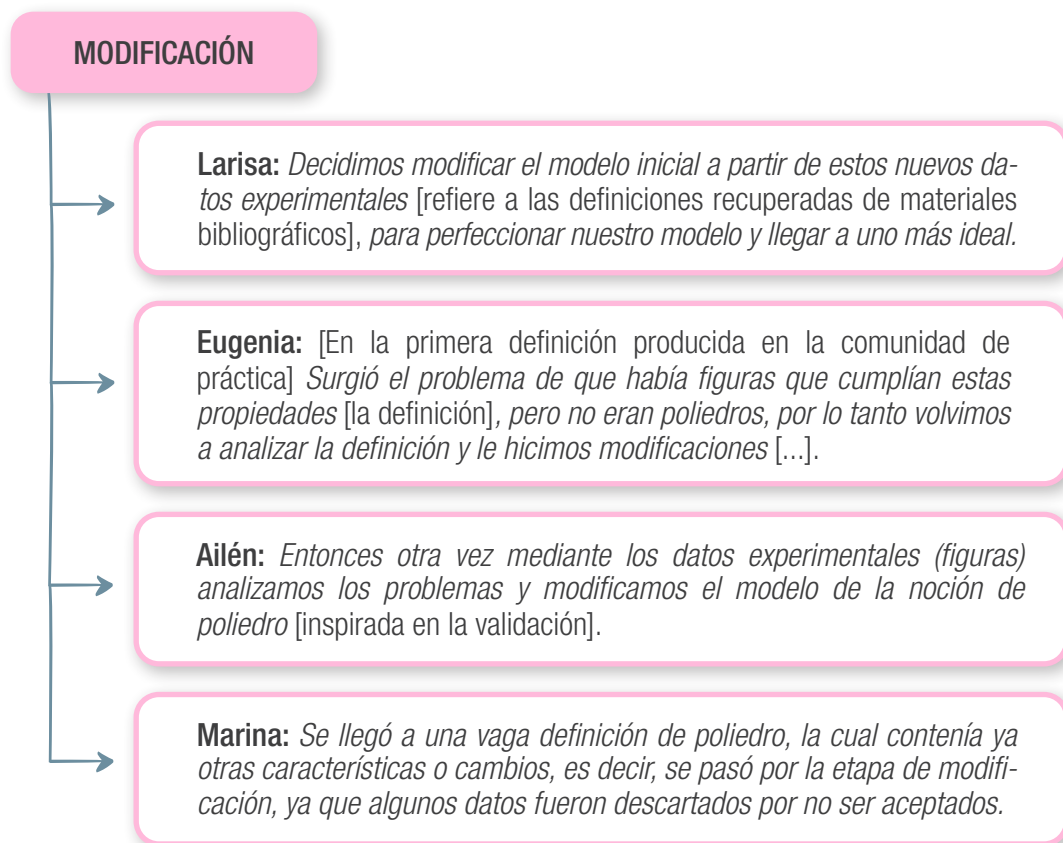 MODIFICACIÓN
Larisa: Decidimos modificar el modelo inicial a partir de estos nuevos da-
tos experimentales [refiere a las definiciones recuperadas de materiales
bibliográficos], para perfeccionar nuestro modelo y llegar a uno más ideal.
Eugenia: [En la primera definición producida en la comunidad de
práctica] Surgió el problema de que había figuras que cumplían estas
propiedades [la definición], pero no eran poliedros, por lo tanto volvimos
a analizar la definición y le hicimos modificaciones [...].
Ailén: Entonces otra vez mediante los datos experimentales (figuras)
analizamos los problemas y modificamos el modelo de la noción de
poliedro [inspirada en la validación].
Marina: Se llegó a una vaga definición de poliedro, la cual contenía ya
otras características o cambios, es decir, se pasó por la etapa de modifi-
cación, ya que algunos datos fueron descartados por no ser aceptados.